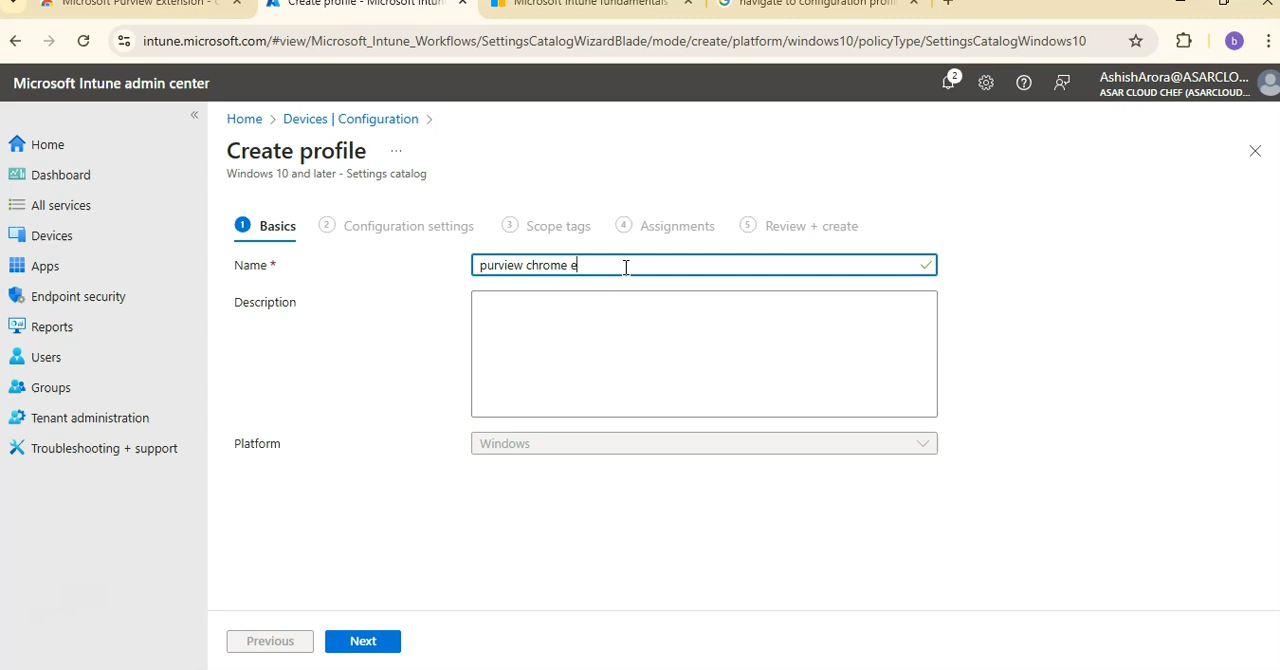 Microsoft Purview Extension - C
Create profile - Microsoft Intun
Microsoft Intune fundamentals
navigate to configuration profil
intune.microsoft.com/#view/Microsoft_Intune_Workflows/SettingsCatalogWizardBlade/mode/create/platform/windows10/policyType/SettingsCatalogWindows10
b
Microsoft Intune admin center
2
AshishArora@ASARCLO...
ASAR CLOUD CHEF (ASARCLOUD...
Home
Dashboard
All services
Devices
Apps
Endpoint security
Reports
Users
Groups
Tenant administration
Troubleshooting + support
Home > Devices | Configuration >
Create profile ...
Windows 10 and later - Settings catalog
1 Basics 2 Configuration settings 3 Scope tags 4 Assignments 5 Review + create
Name * purview chrome e
Description
Platform Windows
Previous Next